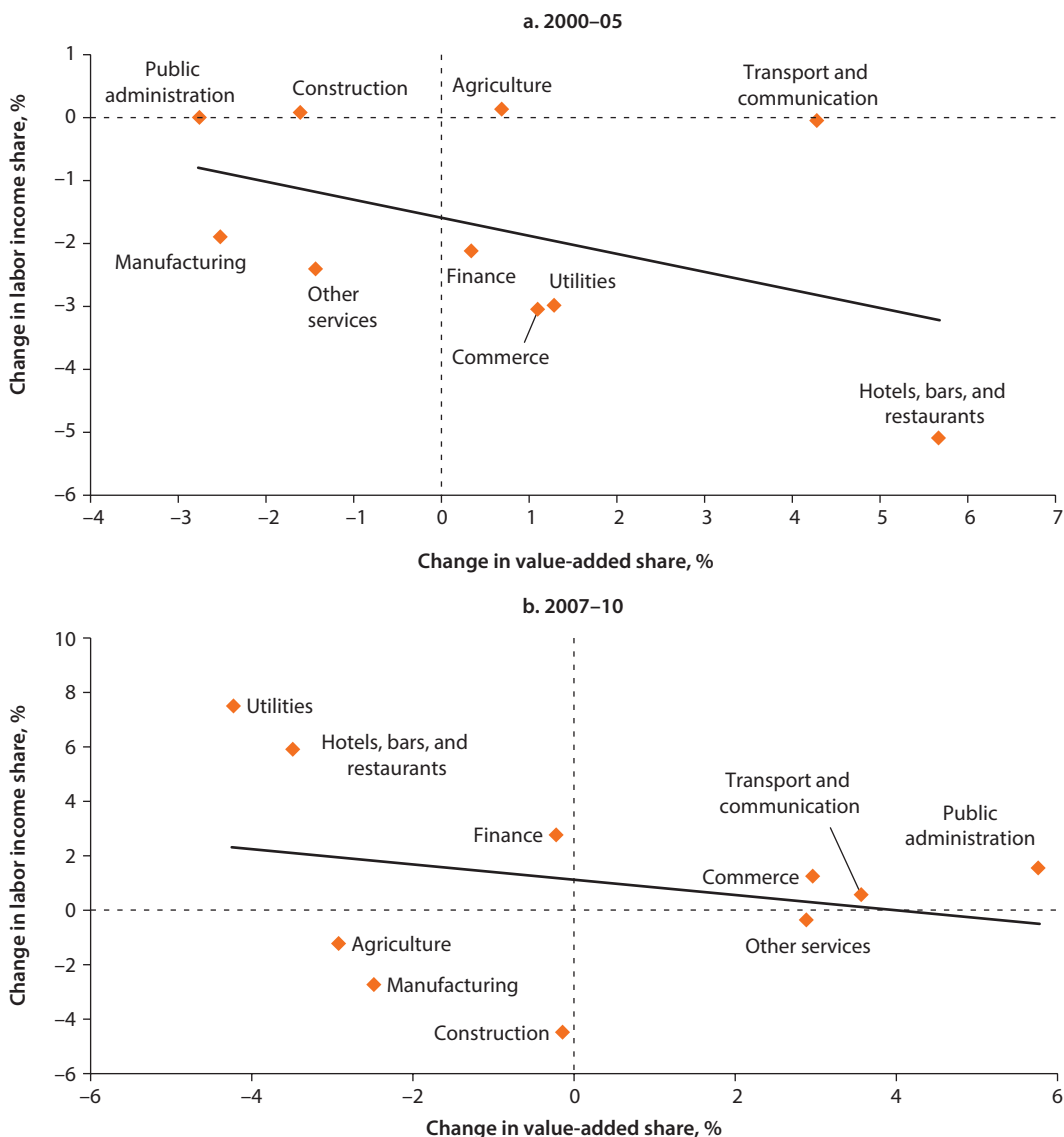 a. 2000–05
Change in labor income share, %
1
0
–1
–2
–3
–4
–5
–6
Public
administration
Construction
Agriculture
Transport and
communication
Manufacturing
Other
services
Finance
Utilities
Commerce
Hotels, bars, and
restaurants
–4
–3
–2
–1
0
1
2
3
4
5
6
7
Change in value-added share, %
b. 2007–10
Change in labor income share, %
10
8
6
4
2
0
–2
–4
–6
Utilities
Hotels, bars, and
restaurants
Finance
Transport and
communication
Public
administration
Commerce
Other services
Agriculture
Manufacturing
Construction
–6
–4
–2
0
2
4
6
Change in value-added share, %